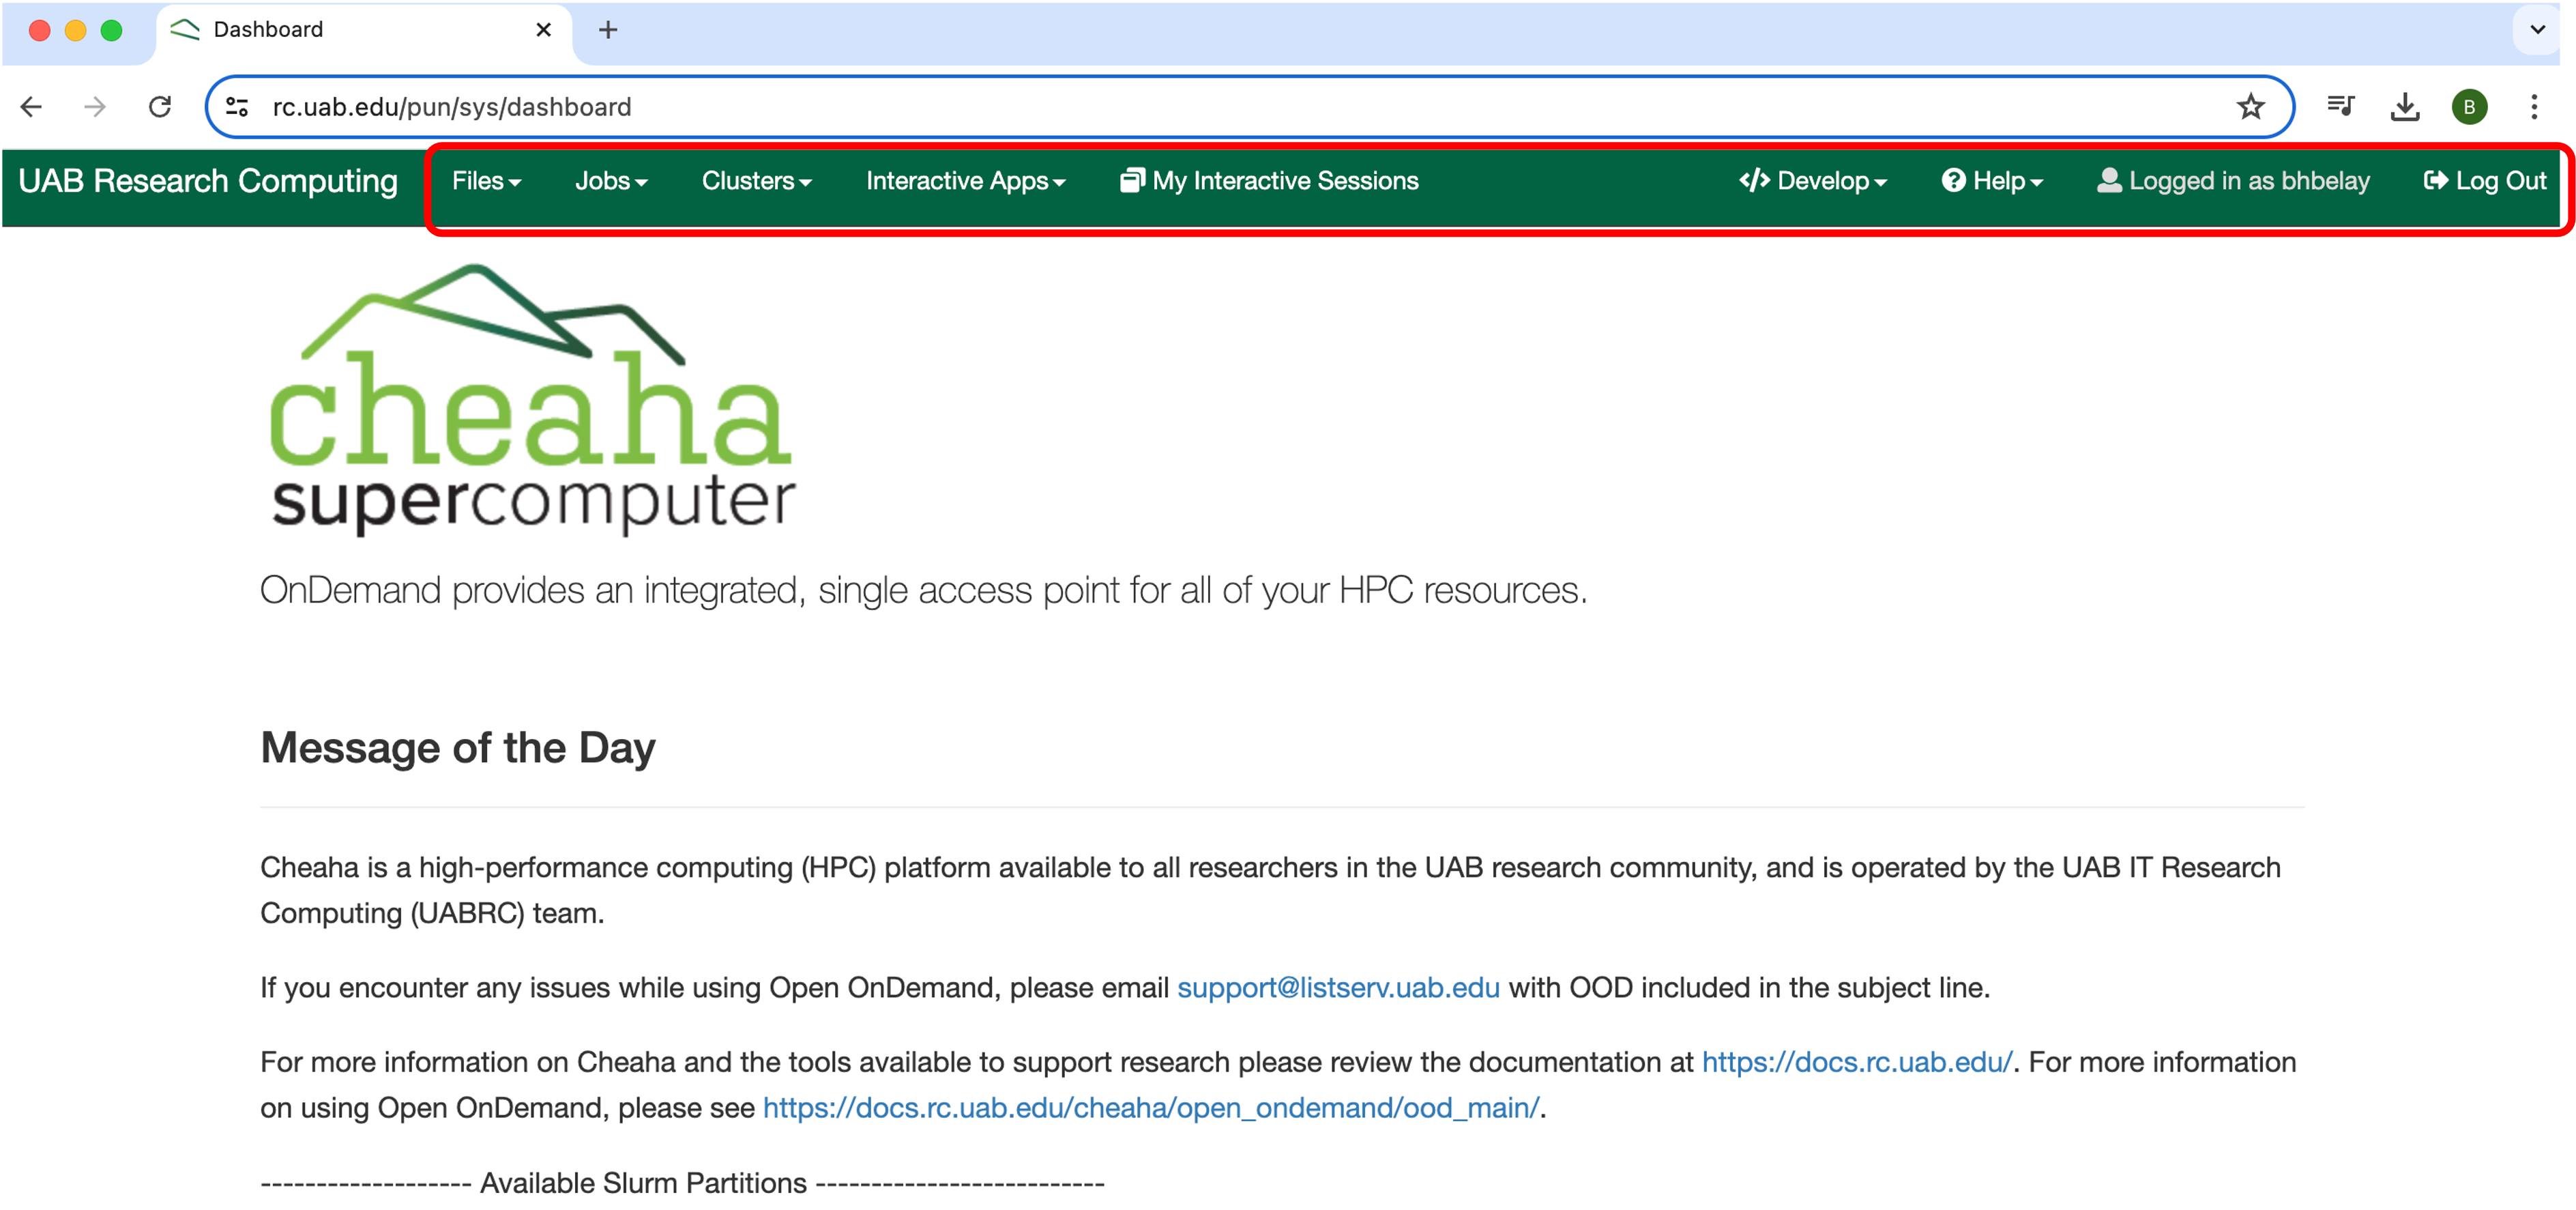 Dashboard
rc.uab.edu/pun/sys/dashboard
B
UAB Research Computing Files Jobs Clusters Interactive Apps My Interactive Sessions </> Develop Help Logged in as bhbelay Log Out
cheaha
supercomputer
OnDemand provides an integrated, single access point for all of your HPC resources.
Message of the Day
Cheaha is a high-performance computing (HPC) platform available to all researchers in the UAB research community, and is operated by the UAB IT Research
Computing (UABRC) team.
If you encounter any issues while using Open OnDemand, please email support@listserv.uab.edu with OOD included in the subject line.
For more information on Cheaha and the tools available to support research please review the documentation at https://docs.rc.uab.edu/. For more information
on using Open OnDemand, please see https://docs.rc.uab.edu/cheaha/open_ondemand/ood_main/.
------------------- Available Slurm Partitions --------------------------